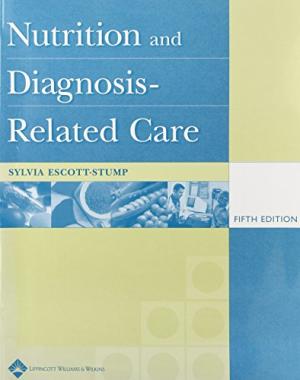 Nutrition and
Diagnosis-
Related Care
SYLVIA ESCOTT-STUMP
FIFTH EDITION
LIPPINCOTT WILLIAMS & WILKINS